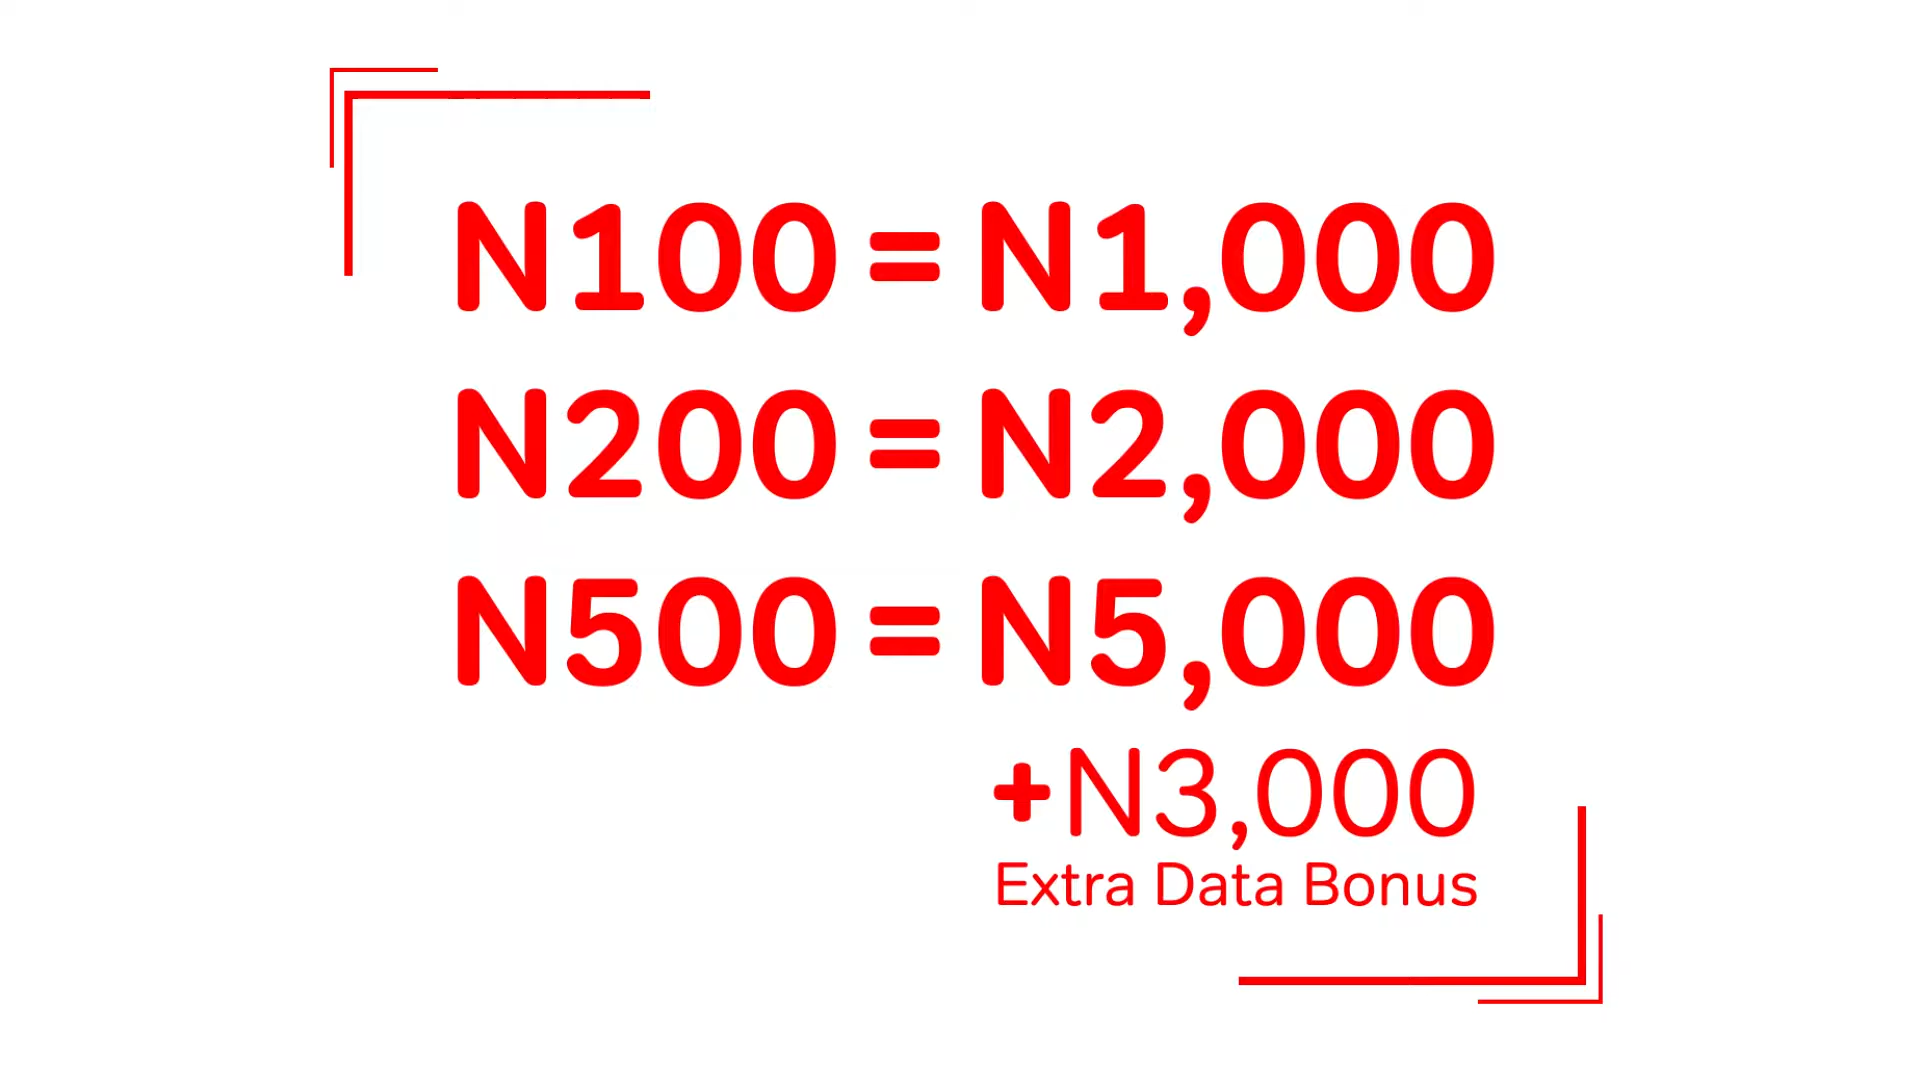 N100 = N1,000
N200 = N2,000
N500 = N5,000
+N3,000
Extra Data Bonus